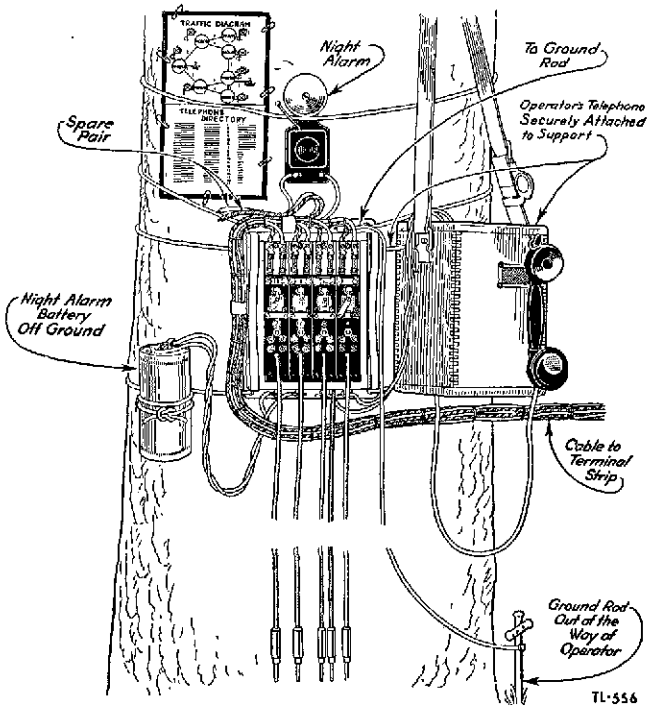 TRAFFIC DIAGRAM
TELEPHONE
DIRECTORY
Night
Alarm
To Ground
Rod
Spare
Pair
Operator's Telephone
Securely Attached
to Support
Night Alarm
Battery
Off Ground
Cable to
Terminal
Strip
Ground Rod
Out of the
Way of
Operator
TL-556